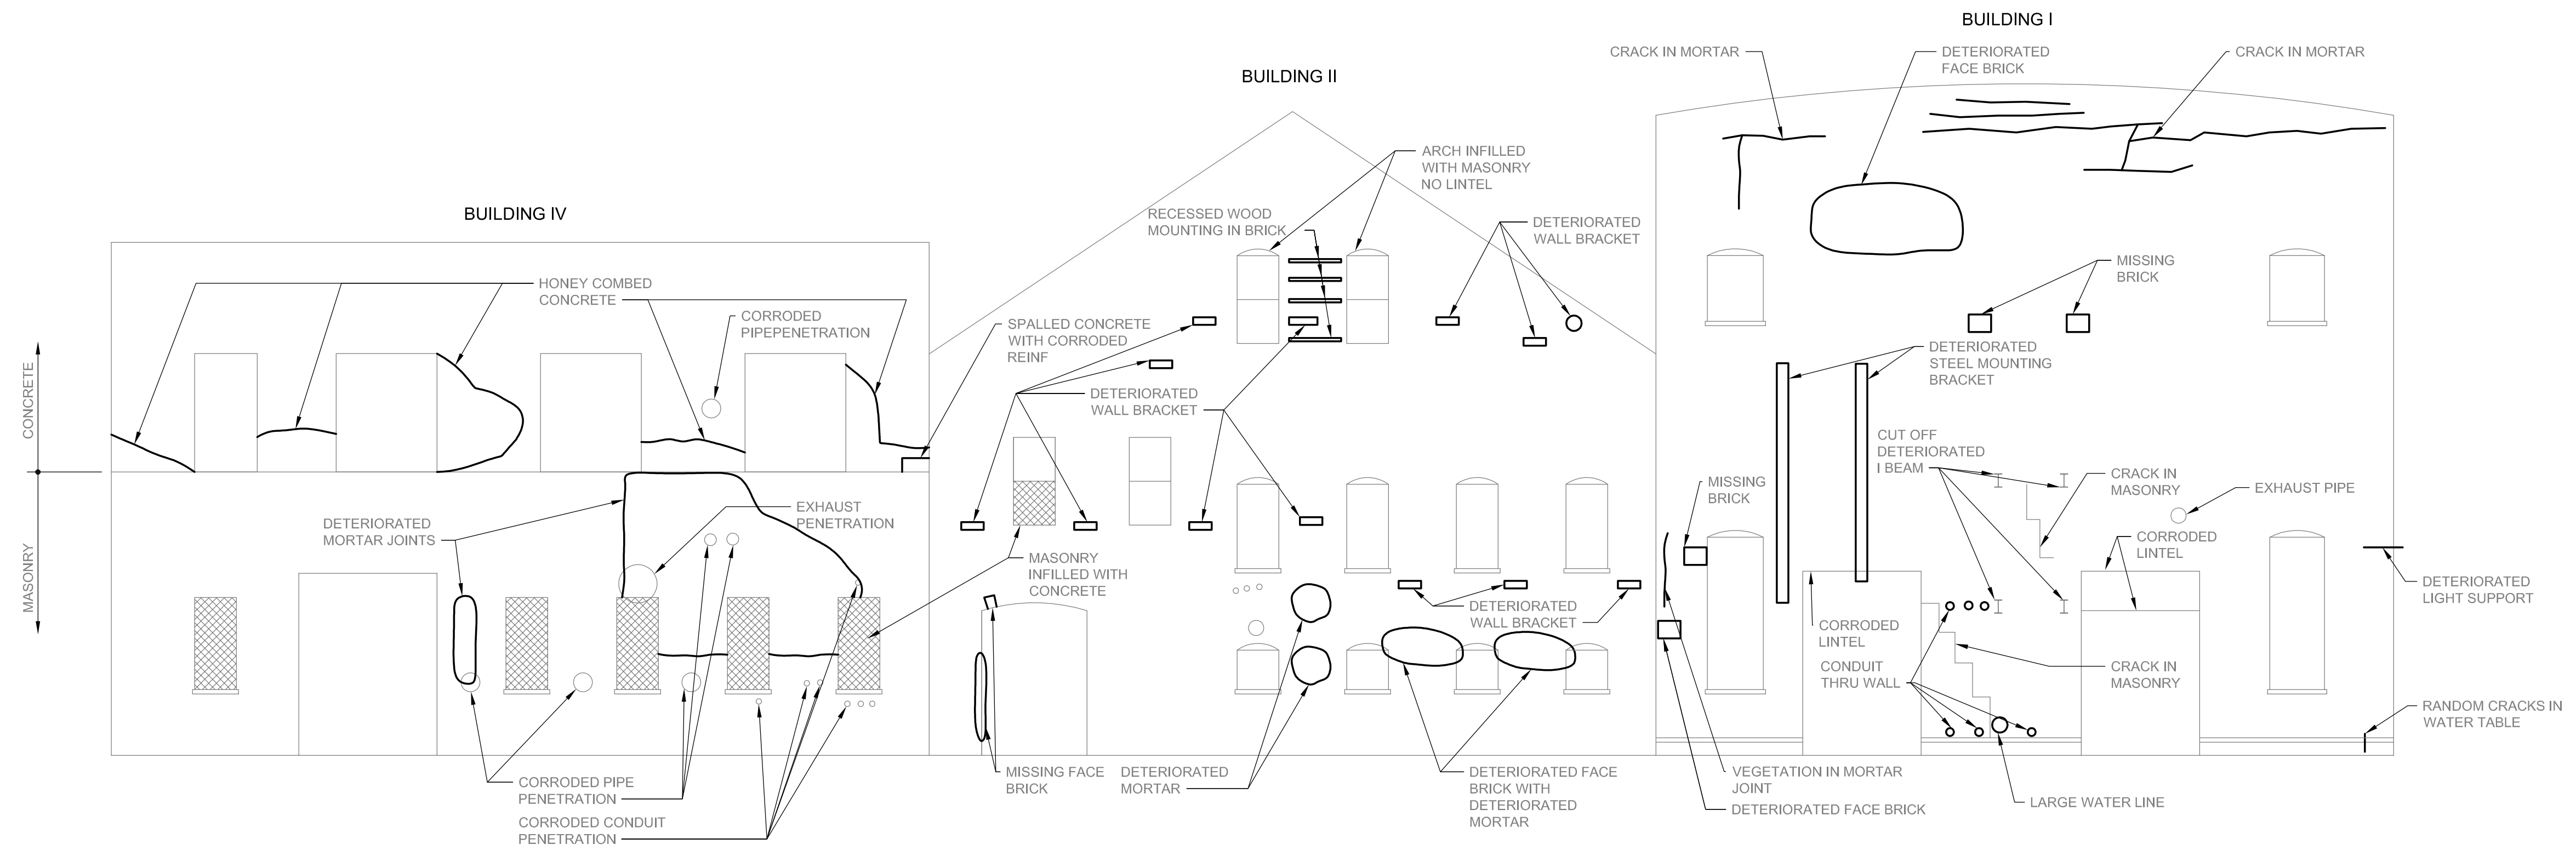 BUILDING I
CRACK IN MORTAR
DETERIORATED
FACE BRICK
CRACK IN MORTAR
BUILDING II
ARCH INFILLED
WITH MASONRY
NO LINTEL
BUILDING IV
RECESSED WOOD
MOUNTING IN BRICK
DETERIORATED
WALL BRACKET
HONEY COMBED
CONCRETE
CORRODED
PIPEPENETRATION
SPALLED CONCRETE
WITH CORRODED
REINF
MISSING
BRICK
DETERIORATED
STEEL MOUNTING
BRACKET
CONCRETE
DETERIORATED
WALL BRACKET
CUT OFF
DETERIORATED
I BEAM
CRACK IN
MASONRY
EXHAUST PIPE
MISSING
BRICK
EXHAUST
PENETRATION
DETERIORATED
MORTAR JOINTS
CORRODED
LINTEL
MASONRY
MASONRY
INFILLED WITH
CONCRETE
DETERIORATED
LIGHT SUPPORT
DETERIORATED
WALL BRACKET
CORRODED
LINTEL
CONDUIT
THRU WALL
CRACK IN
MASONRY
RANDOM CRACKS IN
WATER TABLE
CORRODED PIPE
PENETRATION
MISSING FACE
BRICK
DETERIORATED
MORTAR
DETERIORATED FACE
BRICK WITH
DETERIORATED
MORTAR
VEGETATION IN MORTAR
JOINT
DETERIORATED FACE BRICK
LARGE WATER LINE
CORRODED CONDUIT
PENETRATION